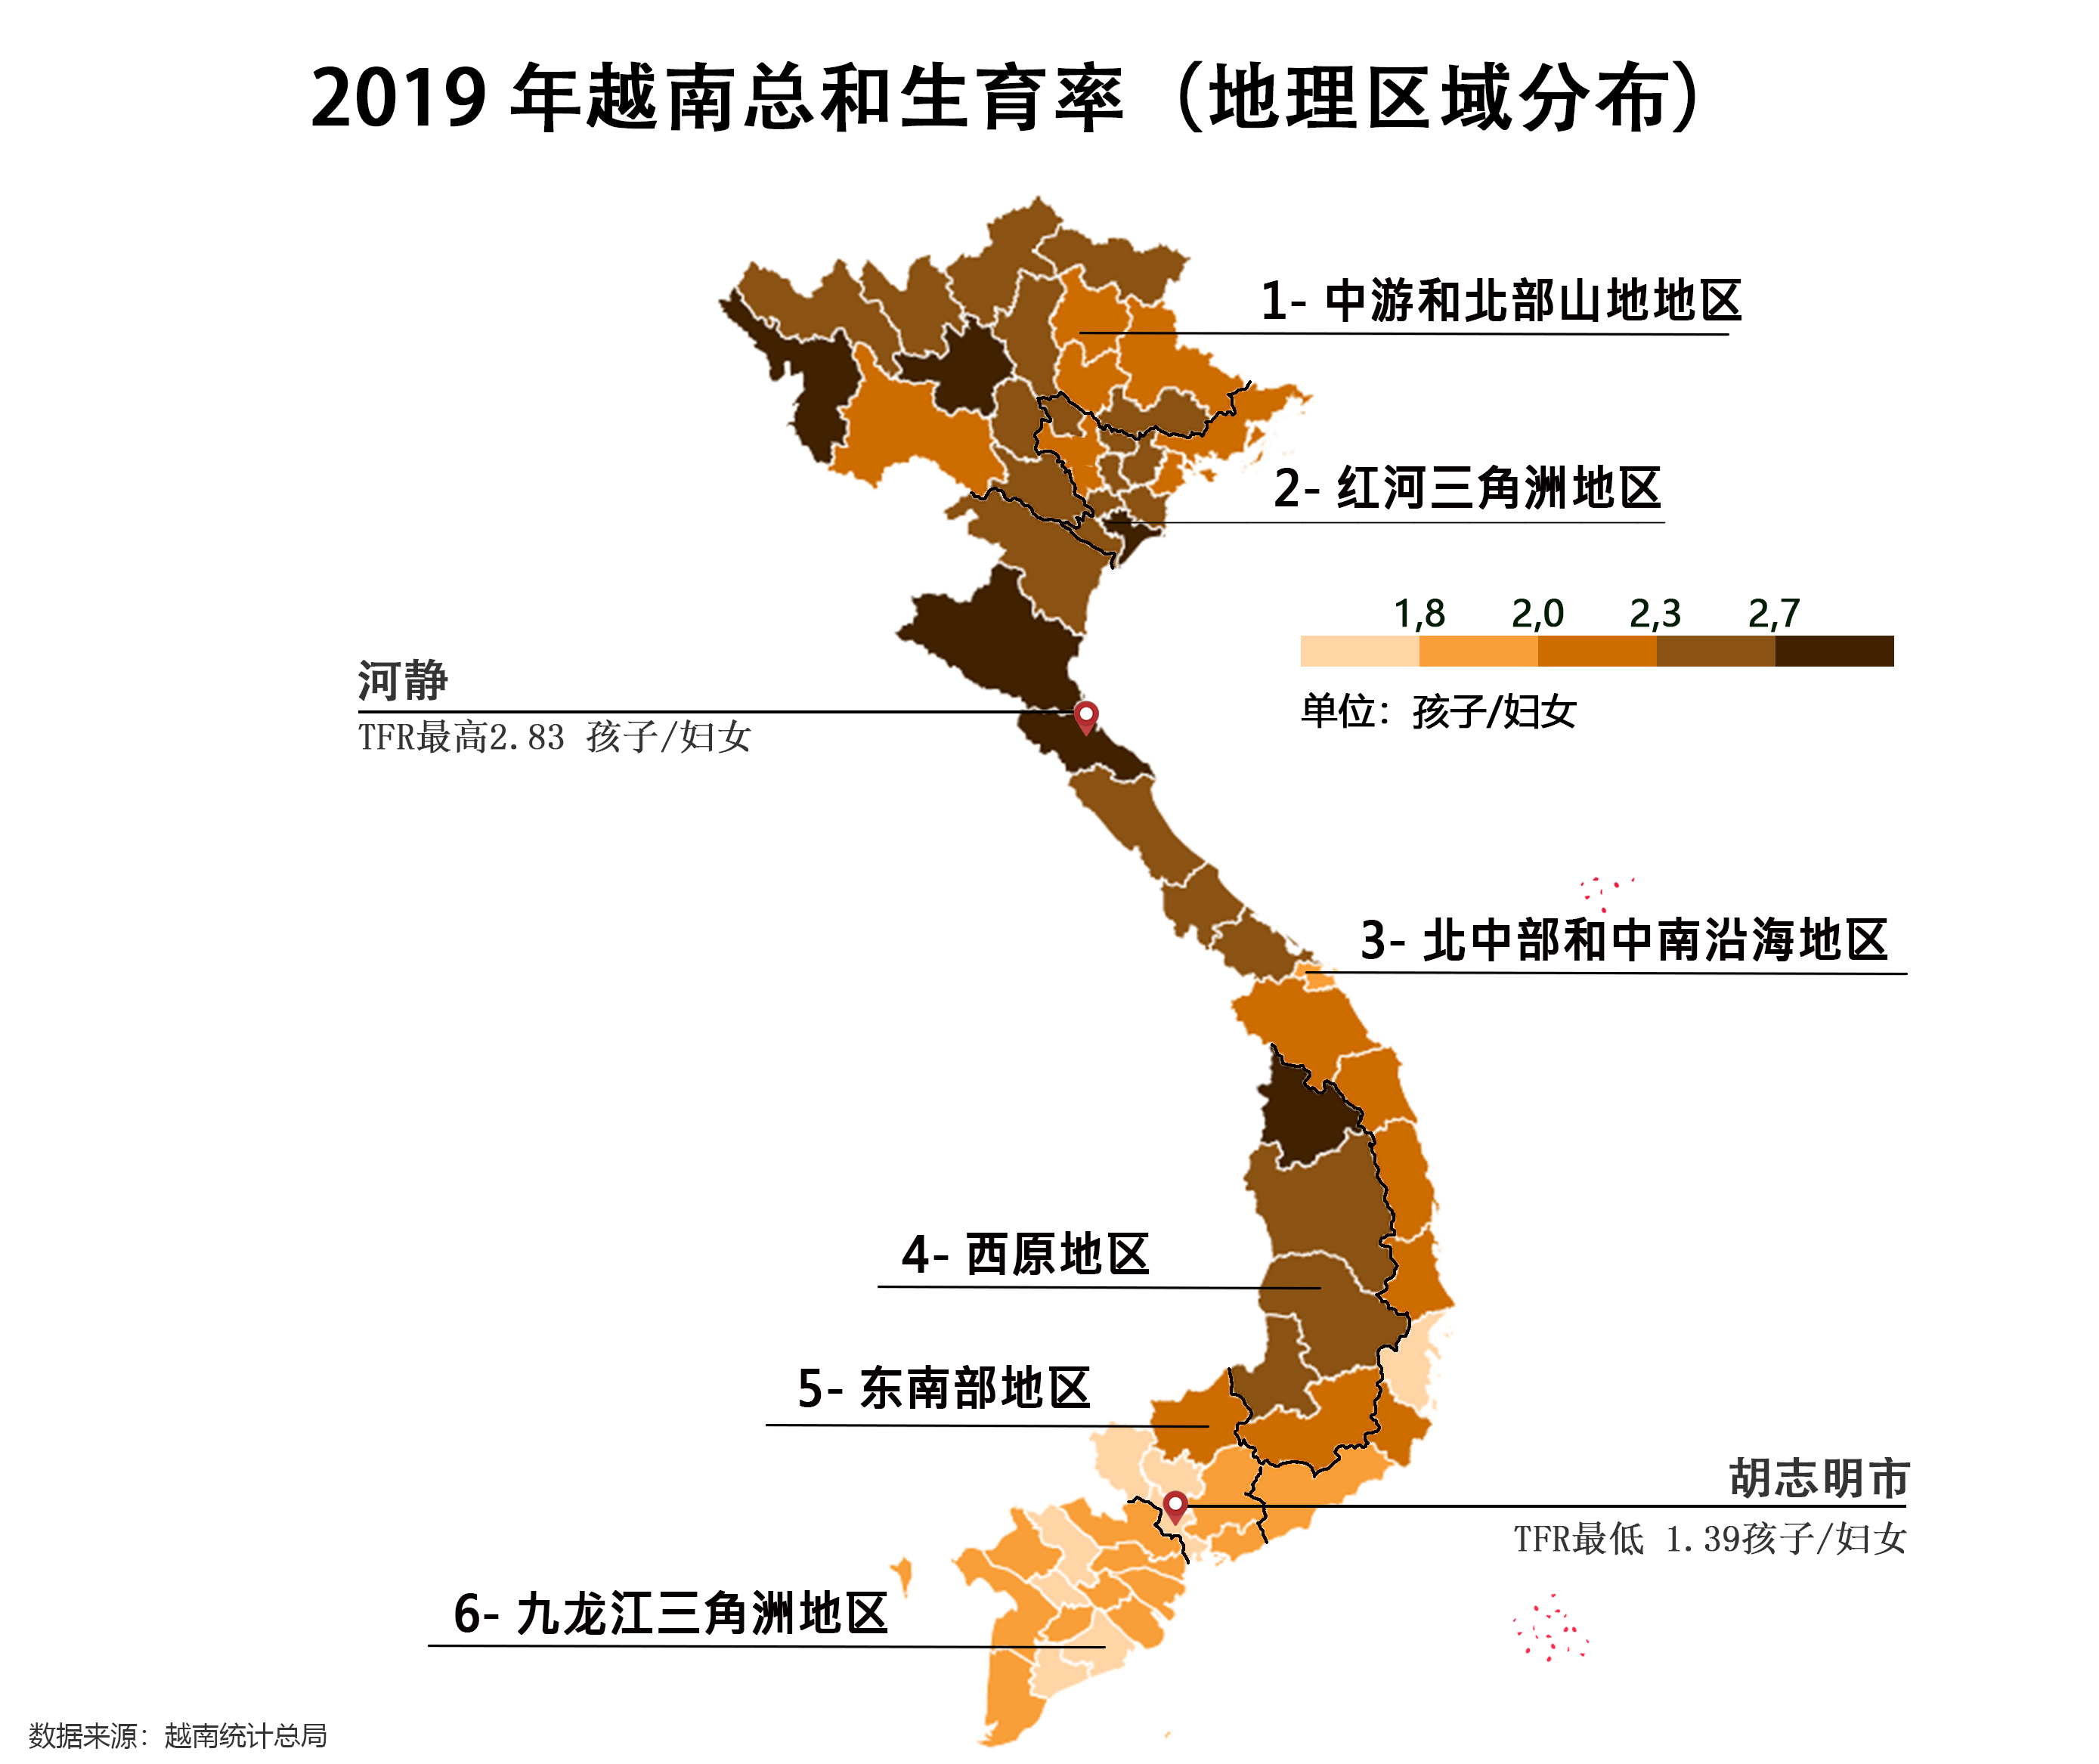 2019 年越南总和生育率（地理区域分布）
1- 中游和北部山地地区
2- 红河三角洲地区
1,8 2,0 2,3 2,7
单位：孩子/妇女
河静
TFR最高2.83 孩子/妇女
3- 北中部和中南沿海地区
4- 西原地区
5- 东南部地区
胡志明市
TFR最低 1.39孩子/妇女
6- 九龙江三角洲地区
数据来源：越南统计总局